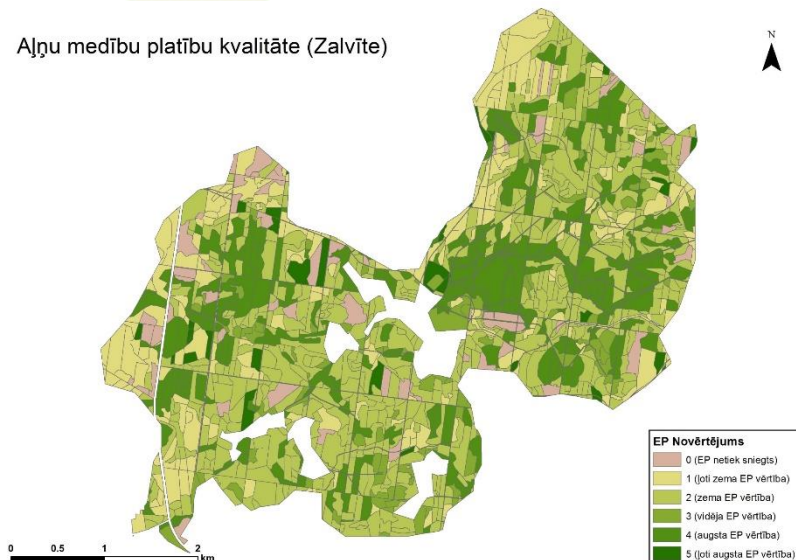 Aļņu medību platību kvalitāte (Zalvīte)
N
EP Novērtējums
0 (EP netiek sniegts)
1 (ļoti zema EP vērtība)
2 (zema EP vērtība)
3 (vidēja EP vērtība)
4 (augsta EP vērtība)
5 (ļoti augsta EP vērtība)
0 0.5 1 2
km